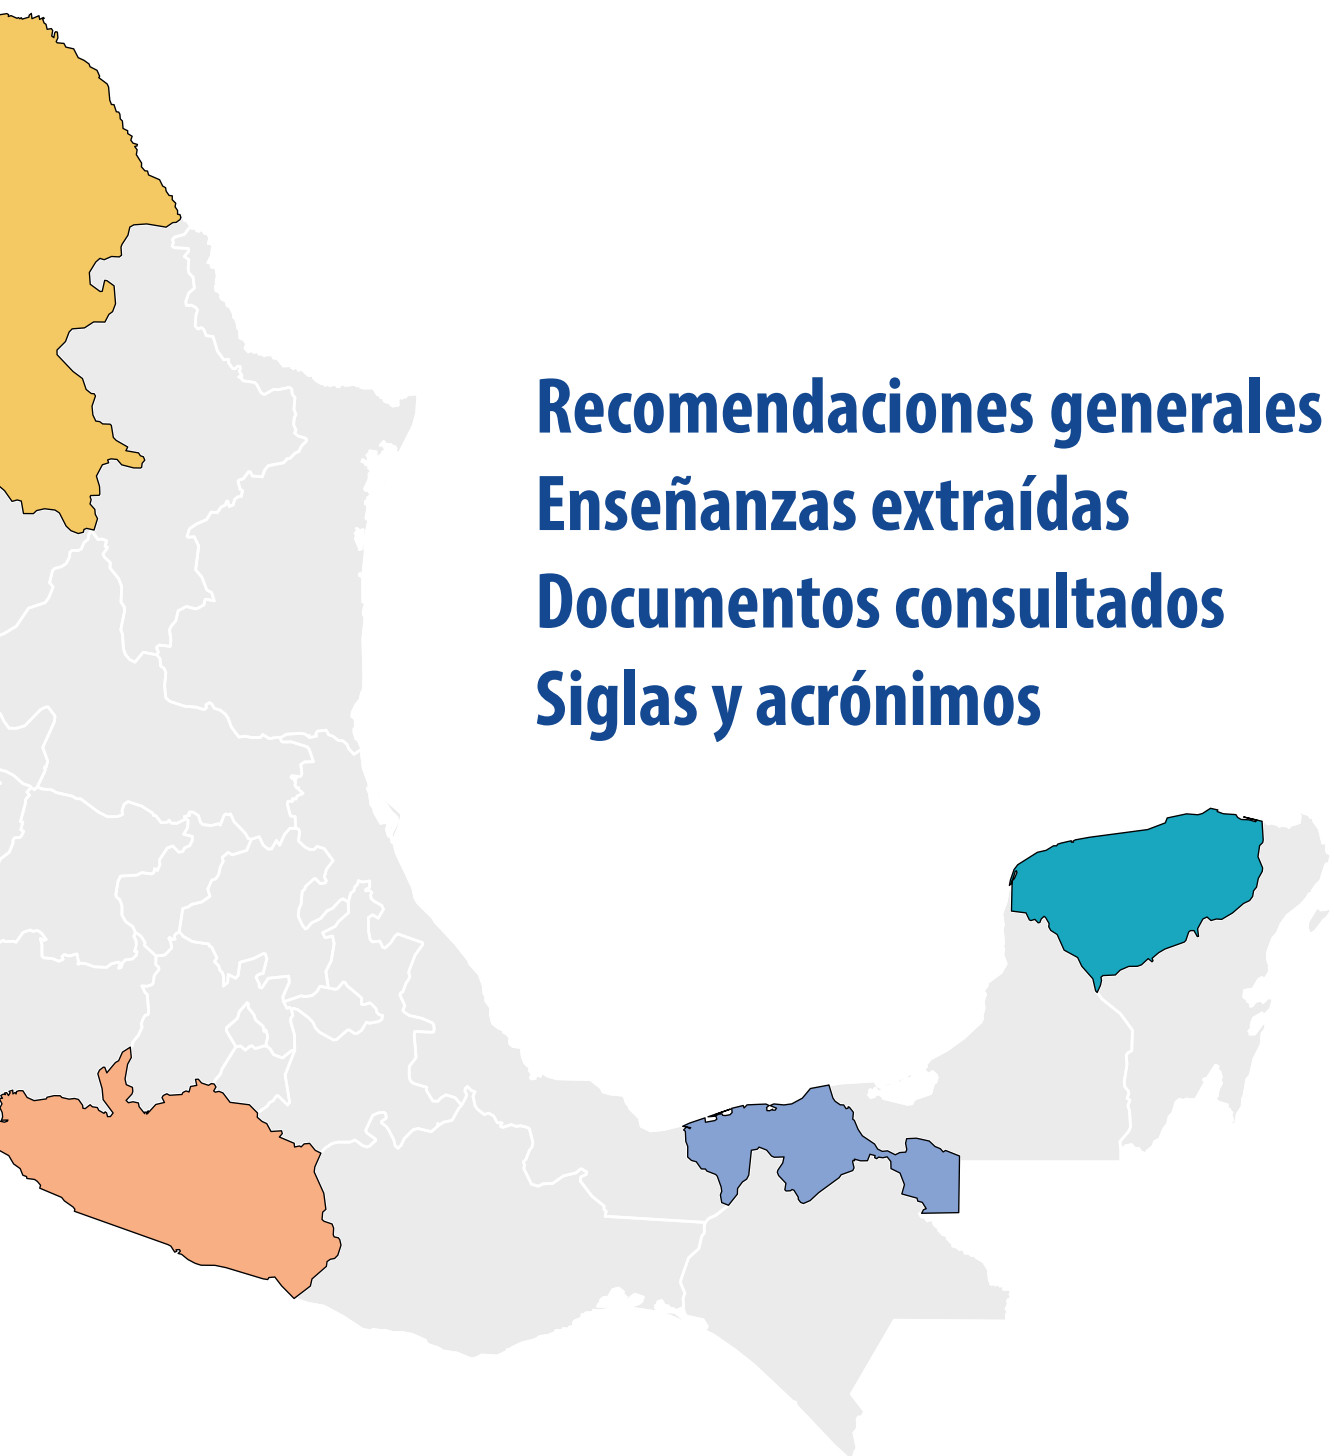 Recomendaciones generales
Enseñanzas extraídas
Documentos consultados
Siglas y acrónimos